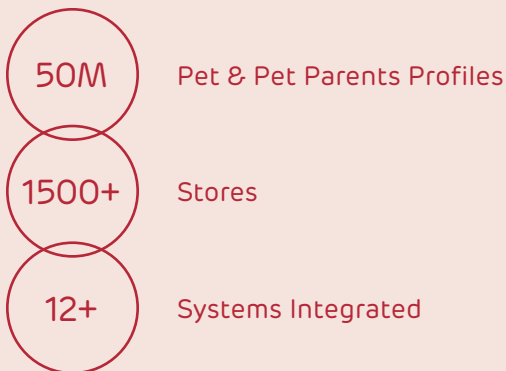 50M Pet & Pet Parents Profiles
1500+ Stores
12+ Systems Integrated